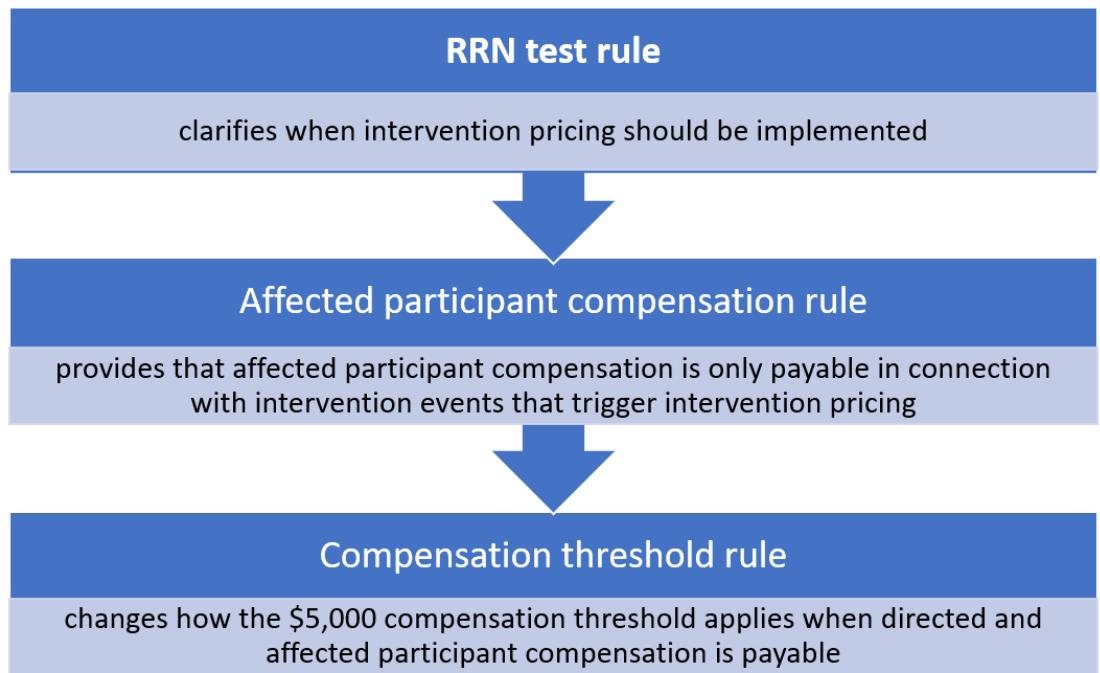 RRN test rule
clarifies when intervention pricing should be implemented
Affected participant compensation rule
provides that affected participant compensation is only payable in connection
with intervention events that trigger intervention pricing
Compensation threshold rule
changes how the $5,000 compensation threshold applies when directed and
affected participant compensation is payable